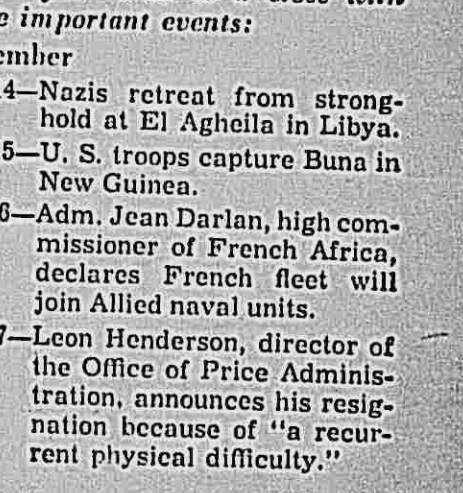 e important events:
ember
4—Nazis retreat from strong-
hold at El Agheila in Libya.
5—U. S. troops capture Buna in
New Guinea.
6—Adm. Jean Darlan, high com-
missioner of French Africa,
declares French fleet will
join Allied naval units.
7—Leon Henderson, director of
the Office of Price Adminis-
tration, announces his resig-
nation because of "a recur-
rent physical difficulty."